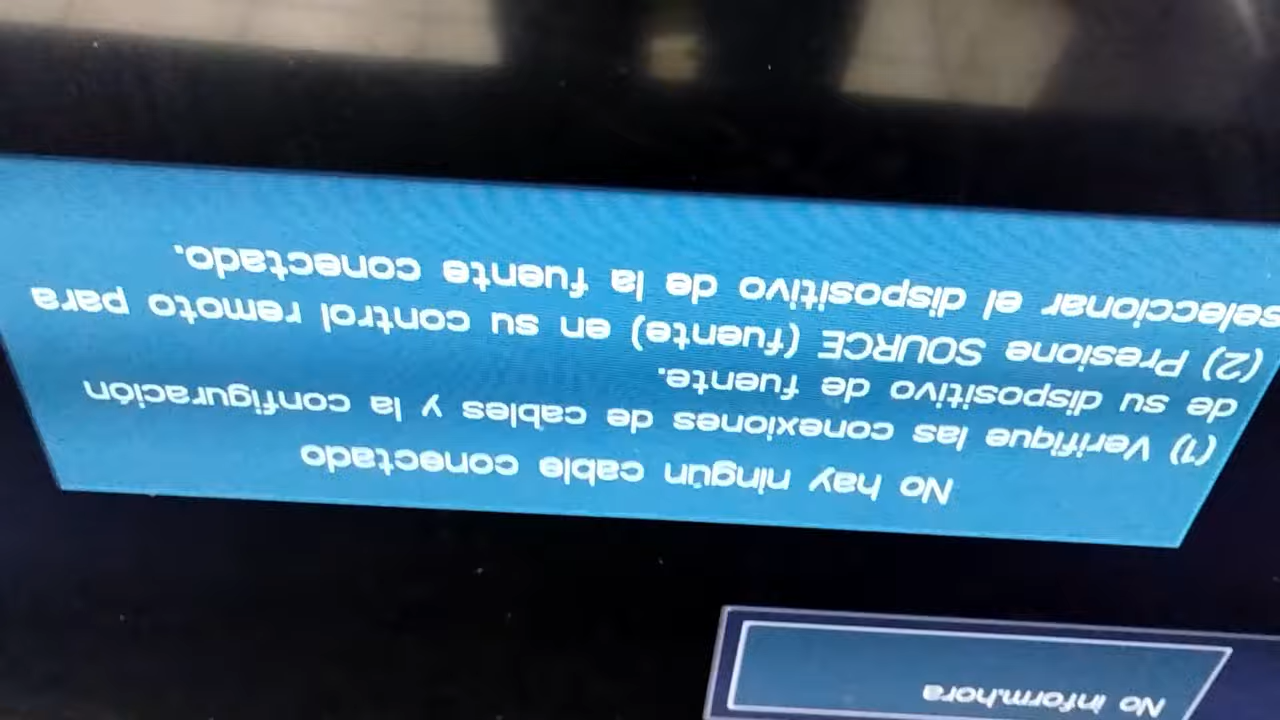 No hay ningún cable conectado
(1) Verifique las conexiones de cables y la configuración
de su dispositivo de fuente.
(2) Presione SOURCE (fuente) en su control remoto para
seleccionar el dispositivo de la fuente conectado.
No inform.hora